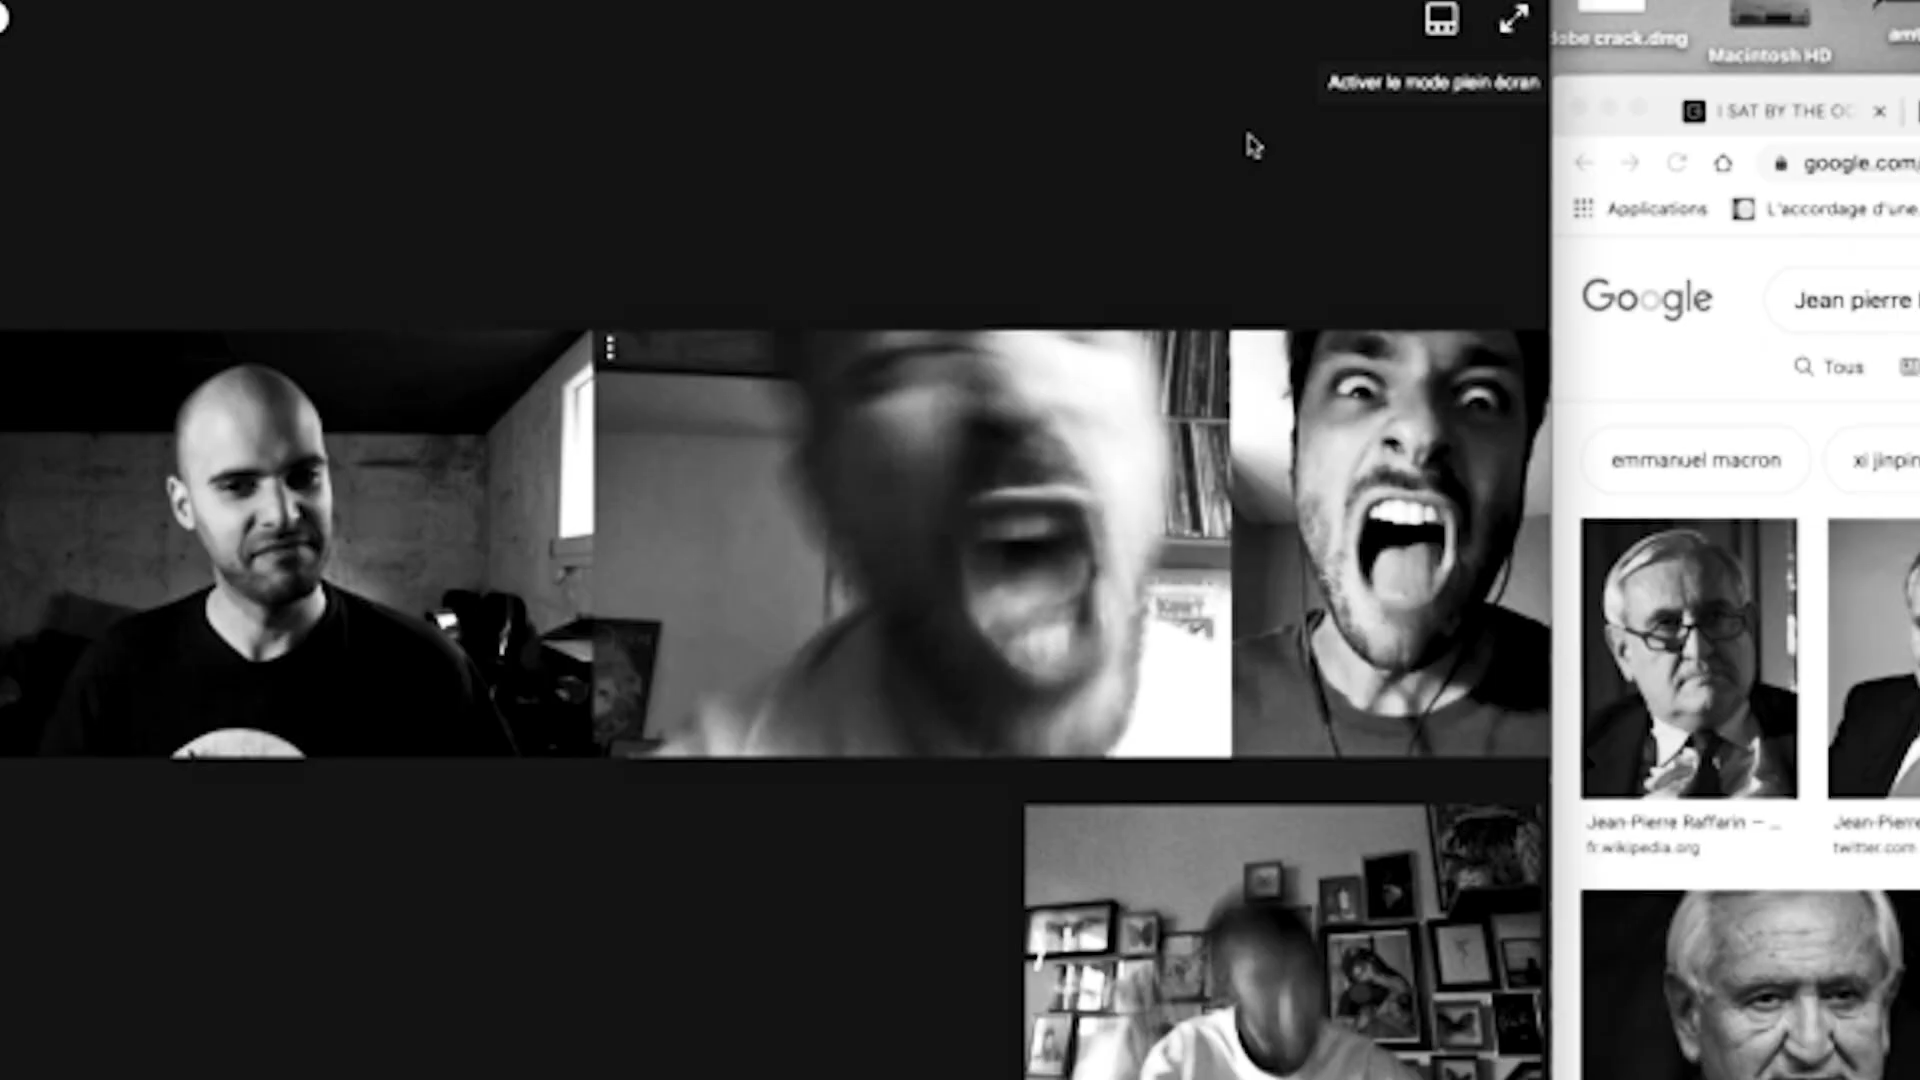 Activer le mode plein écran
obe crack.dmg
Macintosh HD
I SAT BY THE
google.com
Applications
L'accordage d'une
Google
Jean pierre
Tous
emmanuel macron
xi jinpin
Jean-Pierre Raffarin — ...
fr.wikipedia.org
Jean-Pierre
twitter.com